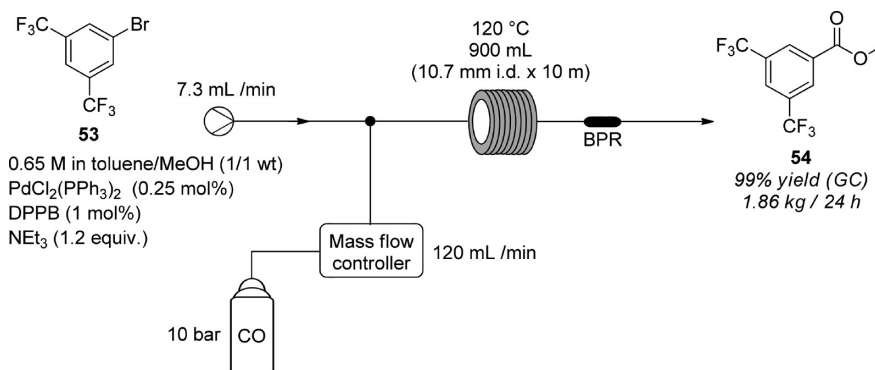 F₃C
Br
CF₃
53
0.65 M in toluene/MeOH (1/1 wt)
PdCl₂(PPh₃)₂ (0.25 mol%)
DPPB (1 mol%)
NEt₃ (1.2 equiv.)
7.3 mL /min
Mass flow
controller
120 mL /min
10 bar
CO
120 °C
900 mL
(10.7 mm i.d. x 10 m)
BPR
F₃C
O
O
CF₃
54
99% yield (GC)
1.86 kg / 24 h